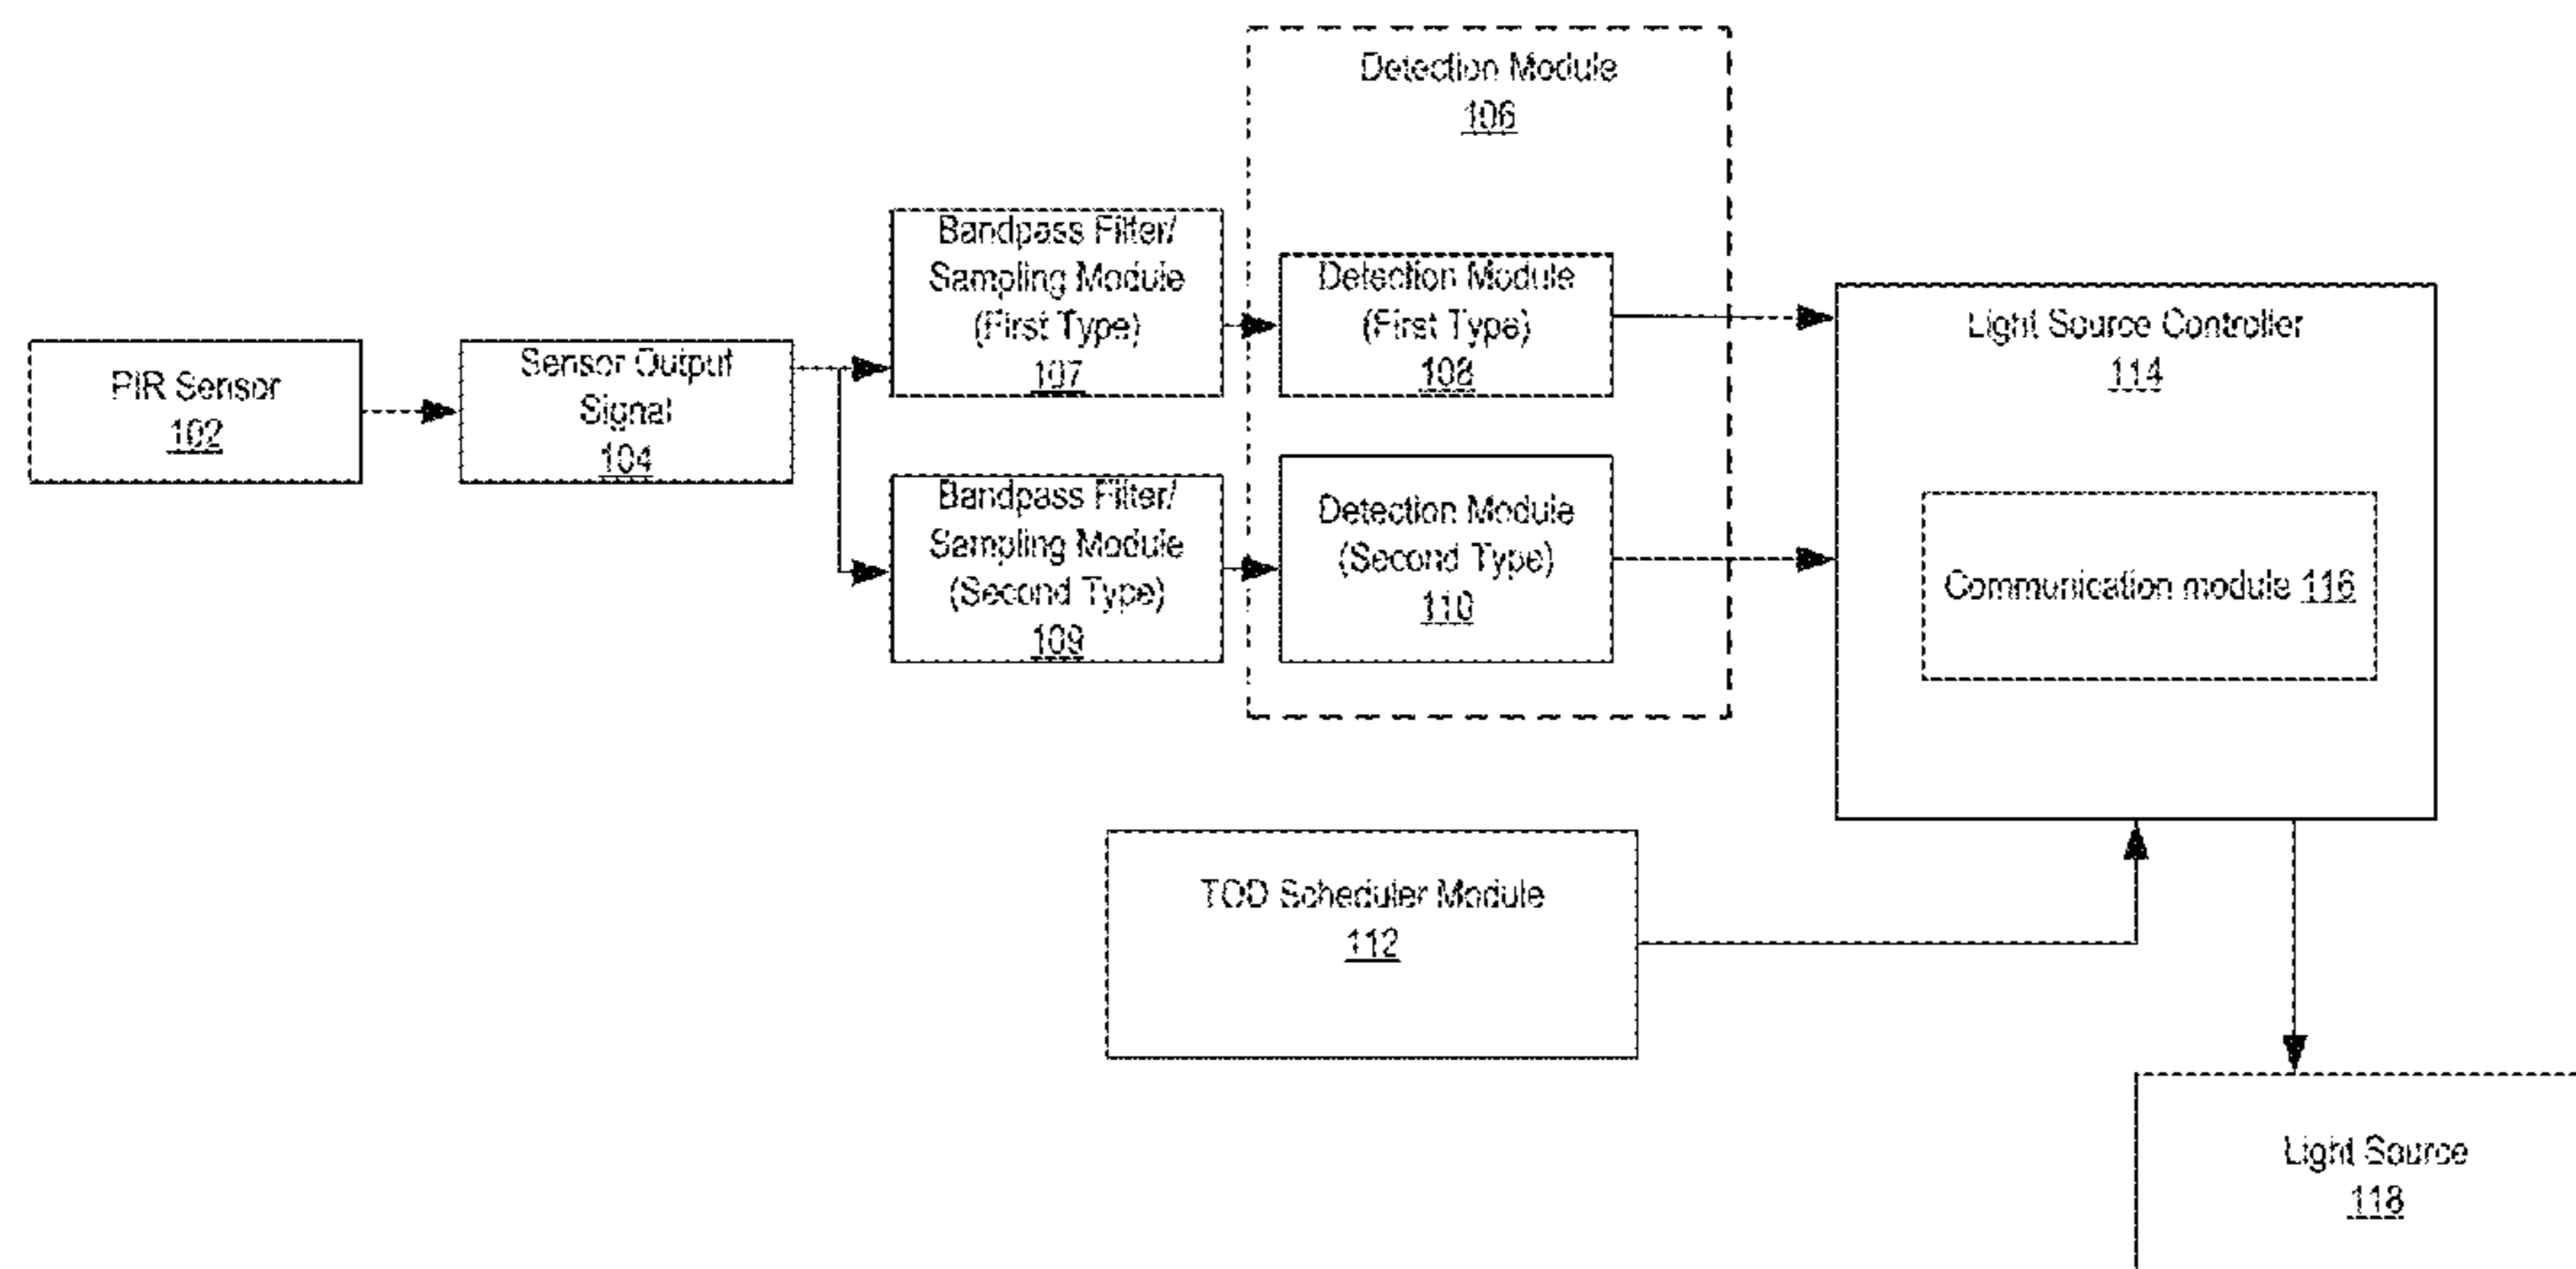 Detection Module
106
Bandpass Filter/
Sampling Module
(First Type)
107
Detection Module
(First Type)
108
Light Source Controller
114
PIR Sensor
102
Sensor Output
Signal
104
Bandpass Filter/
Sampling Module
(Second Type)
109
Detection Module
(Second Type)
110
Communication module 116
TOD Scheduler Module
112
Light Source
118